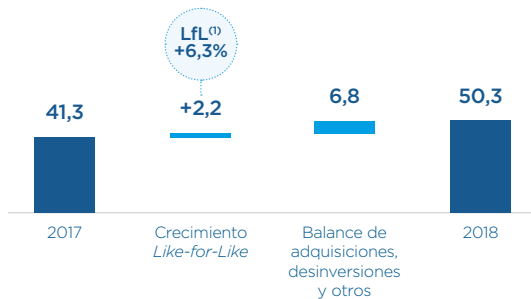 LfL(1)
+6,3%
41,3
+2,2
6,8
50,3
2017
Crecimiento
Like-for-Like
Balance de
adquisiciones,
desinversiones
y otros
2018